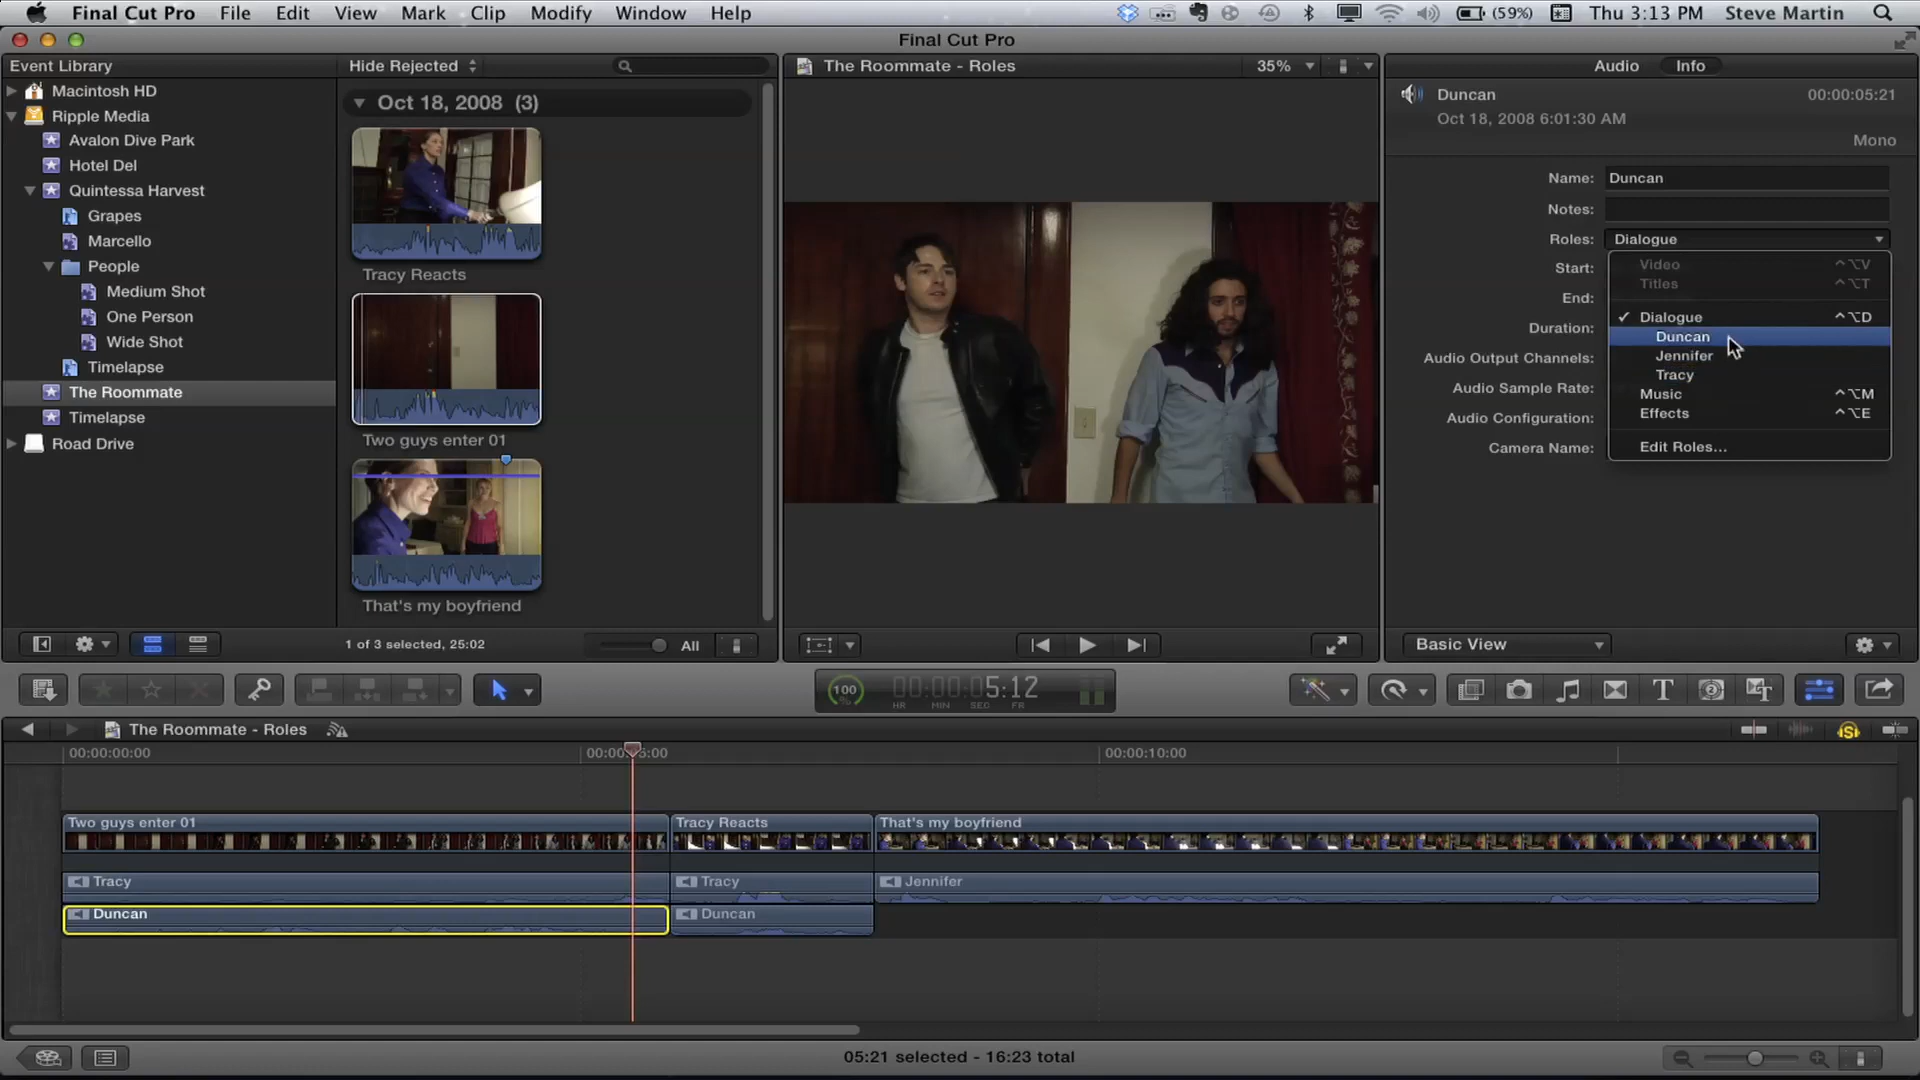 Final Cut Pro File Edit View Mark Clip Modify Window Help (59%) Thu 3:13 PM Steve Martin
Final Cut Pro
Event Library
Macintosh HD
Ripple Media
Avalon Dive Park
Hotel Del
Quintessa Harvest
Grapes
Marcello
People
Medium Shot
One Person
Wide Shot
Timelapse
The Roommate
Timelapse
Road Drive
Hide Rejected
Oct 18, 2008 (3)
Tracy Reacts
Two guys enter 01
That's my boyfriend
1 of 3 selected, 25:02
All
The Roommate - Roles
35%
Audio Info
Duncan 00:00:05:21
Oct 18, 2008 6:01:30 AM
Mono
Name: Duncan
Notes:
Roles: Dialogue
Start:
End:
Duration:
Audio Output Channels:
Audio Sample Rate:
Audio Configuration:
Camera Name:
Video ^⌥V
Titles ^⌥T
✓ Dialogue ^⌥D
Duncan
Jennifer
Tracy
Music ^⌥M
Effects ^⌥E
Edit Roles...
Basic View
100
%
00:00:05:12
HR MIN SEC FR
The Roommate - Roles
00:00:00:00
00:00:10:00
Two guys enter 01 Tracy Reacts That's my boyfriend
Tracy Tracy Jennifer
Duncan Duncan
05:21 selected - 16:23 total